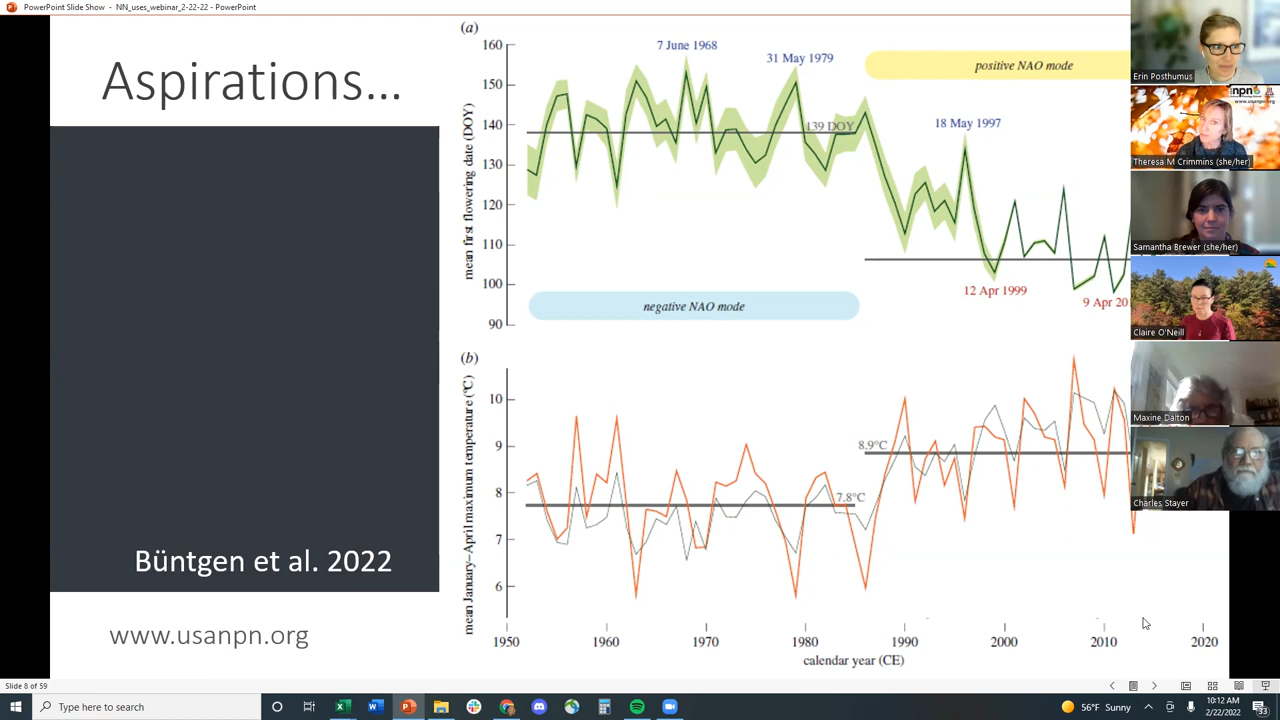 PowerPoint Slide Show - NN_uses_webinar_2-22-22 - PowerPoint
Aspirations...
Büntgen et al. 2022
www.usanpn.org
(a)
160
150
140
130
120
110
100
90
mean first flowering date (DOY)
7 June 1968
31 May 1979
139 DOY
18 May 1997
12 Apr 1999
9 Apr 20
positive NAO mode
negative NAO mode
(b)
10
9
8
7
6
mean January–April maximum temperature (°C)
7.8°C
8.9°C
1950
1960
1970
1980
1990
2000
2010
2020
calendar year (CE)
Erin Posthumus
npn
www.usanpn.org
Theresa M Crimmins (she/her)
Samantha Brewer (she/her)
Claire O'Neill
Maxine Dalton
Charles Stayer
Slide 8 of 59
Type here to search
56°F Sunny
10:12 AM
2/22/2022
33